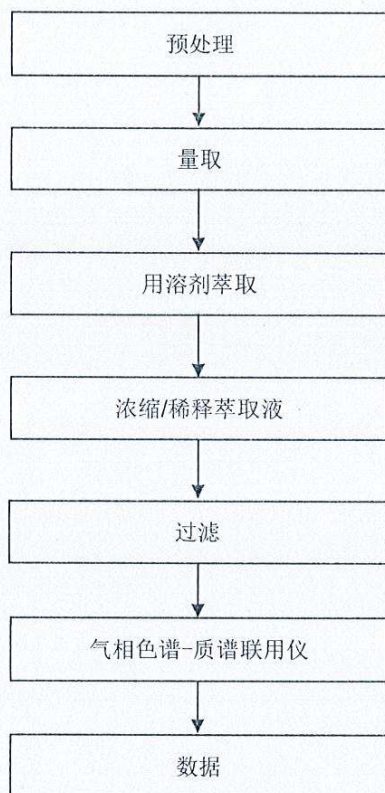 预处理
量取
用溶剂萃取
浓缩/稀释萃取液
过滤
气相色谱-质谱联用仪
数据